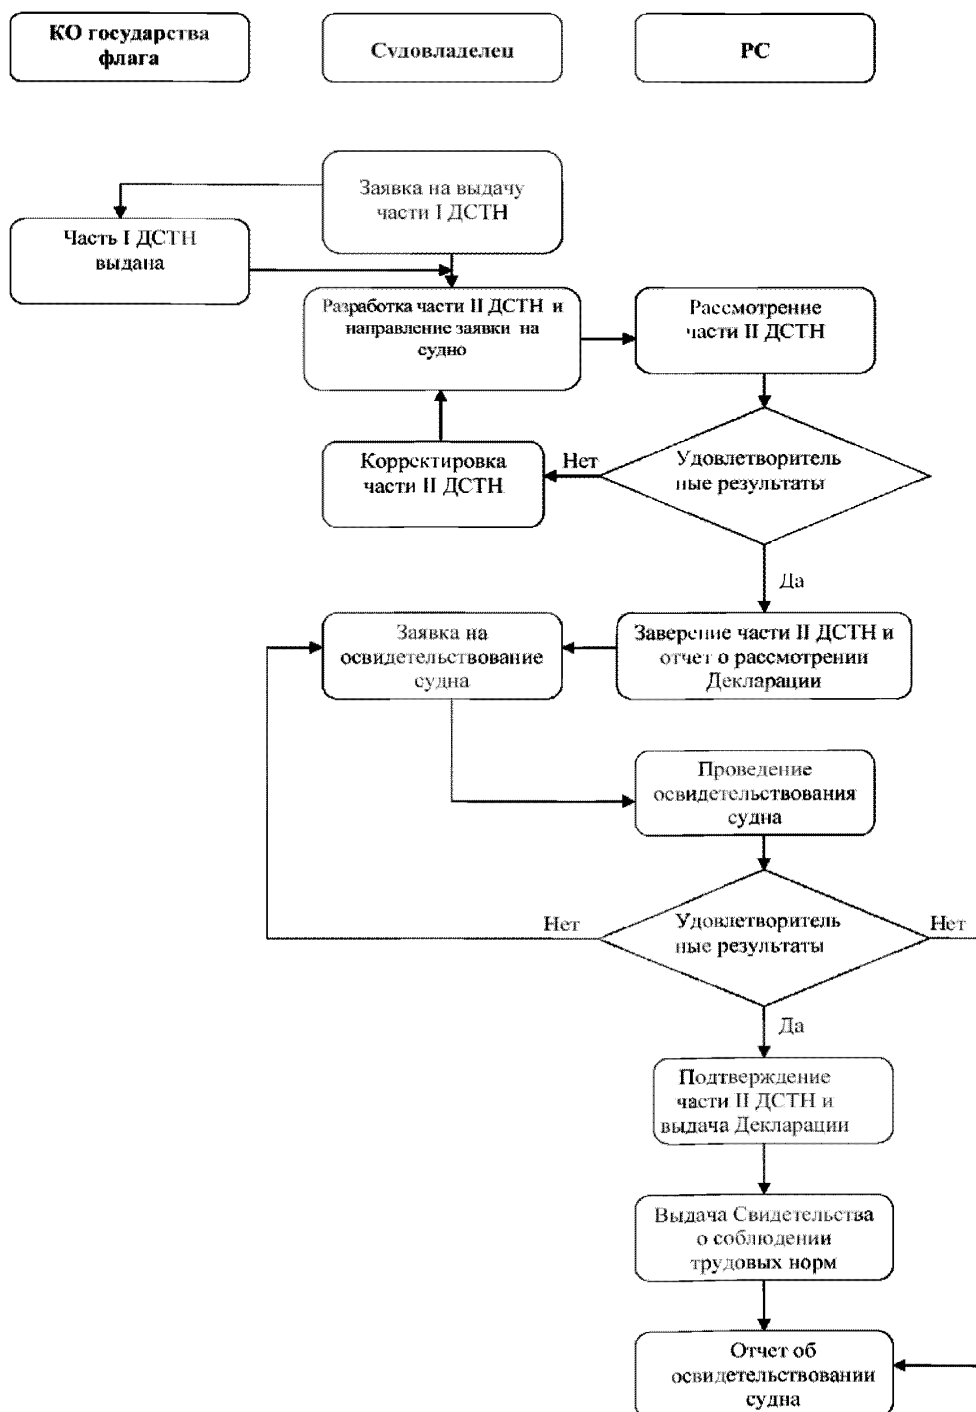 КО государства
флага
Судовладелец
РС
Заявка на выдачу
части I ДСТН
Часть I ДСТН
выдана
Разработка части II ДСТН и
направление заявки на
судно
Рассмотрение
части II ДСТН
Корректировка
части II ДСТН
Нет
Удовлетворитель
ные результаты
Да
Заявка на
освидетельствование
судна
Заверение части II ДСТН и
отчет о рассмотрении
Декларации
Проведение
освидетельствования
судна
Нет
Удовлетворитель
ные результаты
Нет
Да
Подтверждение
части II ДСТН и
выдача Декларации
Выдача Свидетельства
о соблюдении
трудовых норм
Отчет об
освидетельствовании
судна